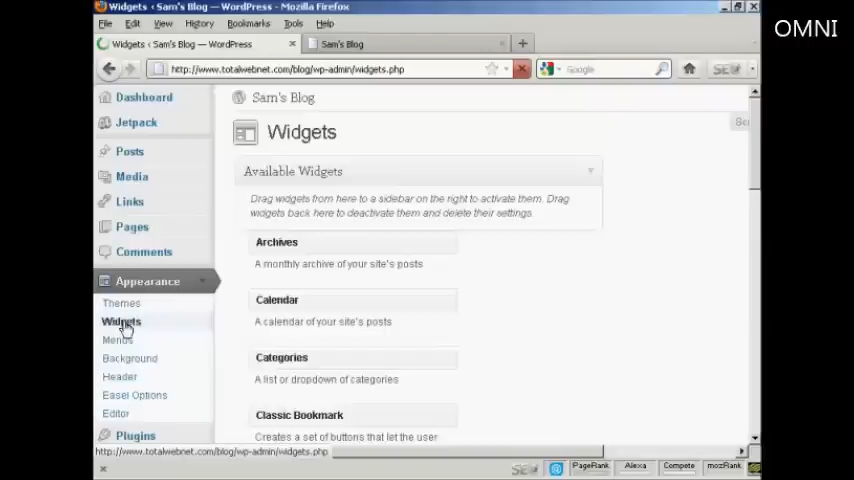 Widgets ‹ Sam's Blog — WordPress - Mozilla Firefox
OMNI
File Edit View History Bookmarks Tools Help
Widgets ‹ Sam's Blog — WordPress × Sam's Blog × +
http://www.totalwebnet.com/blog/wp-admin/widgets.php Google
Dashboard
Jetpack
Posts
Media
Links
Pages
Comments
Appearance
Themes
Widgets
Menus
Background
Header
Easel Options
Editor
Plugins
Sam's Blog
Widgets
Available Widgets
Drag widgets from here to a sidebar on the right to activate them. Drag
widgets back here to deactivate them and delete their settings.
Archives
A monthly archive of your site's posts
Calendar
A calendar of your site's posts
Categories
A list or dropdown of categories
Classic Bookmark
Creates a set of buttons that let the user
http://www.totalwebnet.com/blog/wp-admin/widgets.php
PageRank Alexa Compete mozRank